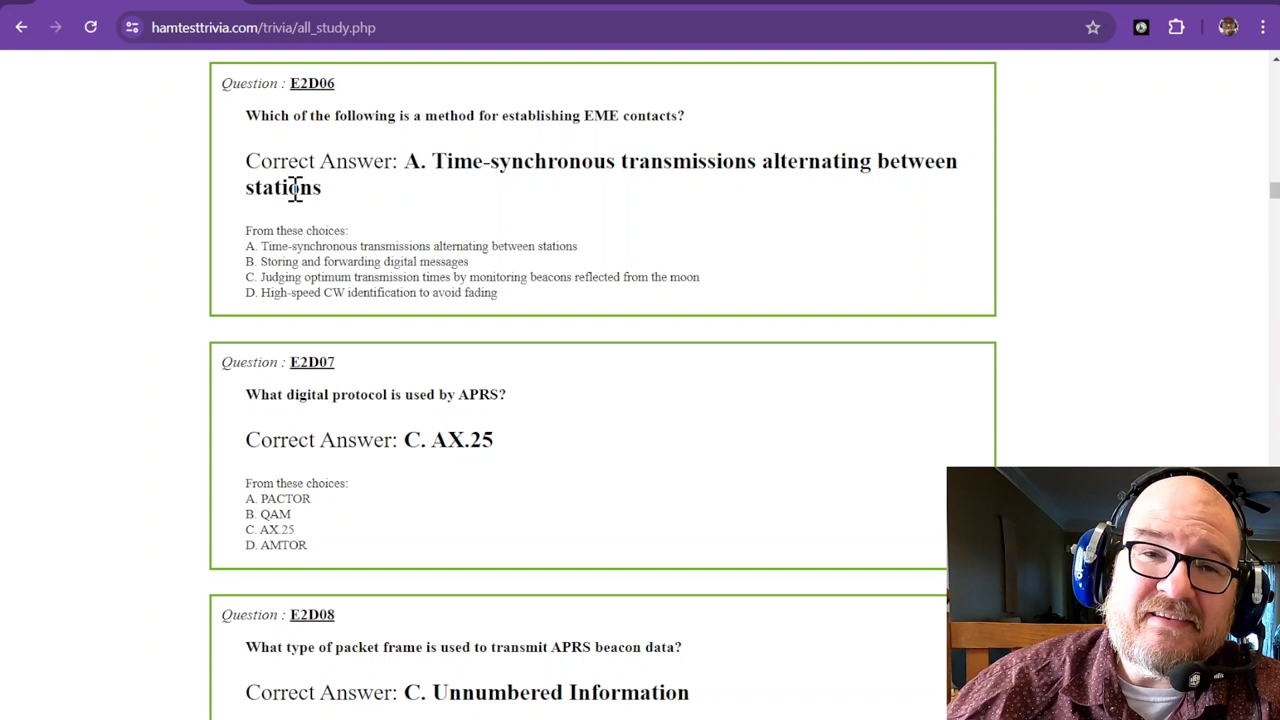 hamtesttrivia.com/trivia/all_study.php
Question : E2D06
Which of the following is a method for establishing EME contacts?
Correct Answer: A. Time-synchronous transmissions alternating between
stations
From these choices:
A. Time-synchronous transmissions alternating between stations
B. Storing and forwarding digital messages
C. Judging optimum transmission times by monitoring beacons reflected from the moon
D. High-speed CW identification to avoid fading
Question : E2D07
What digital protocol is used by APRS?
Correct Answer: C. AX.25
From these choices:
A. PACTOR
B. QAM
C. AX.25
D. AMTOR
Question : E2D08
What type of packet frame is used to transmit APRS beacon data?
Correct Answer: C. Unnumbered Information